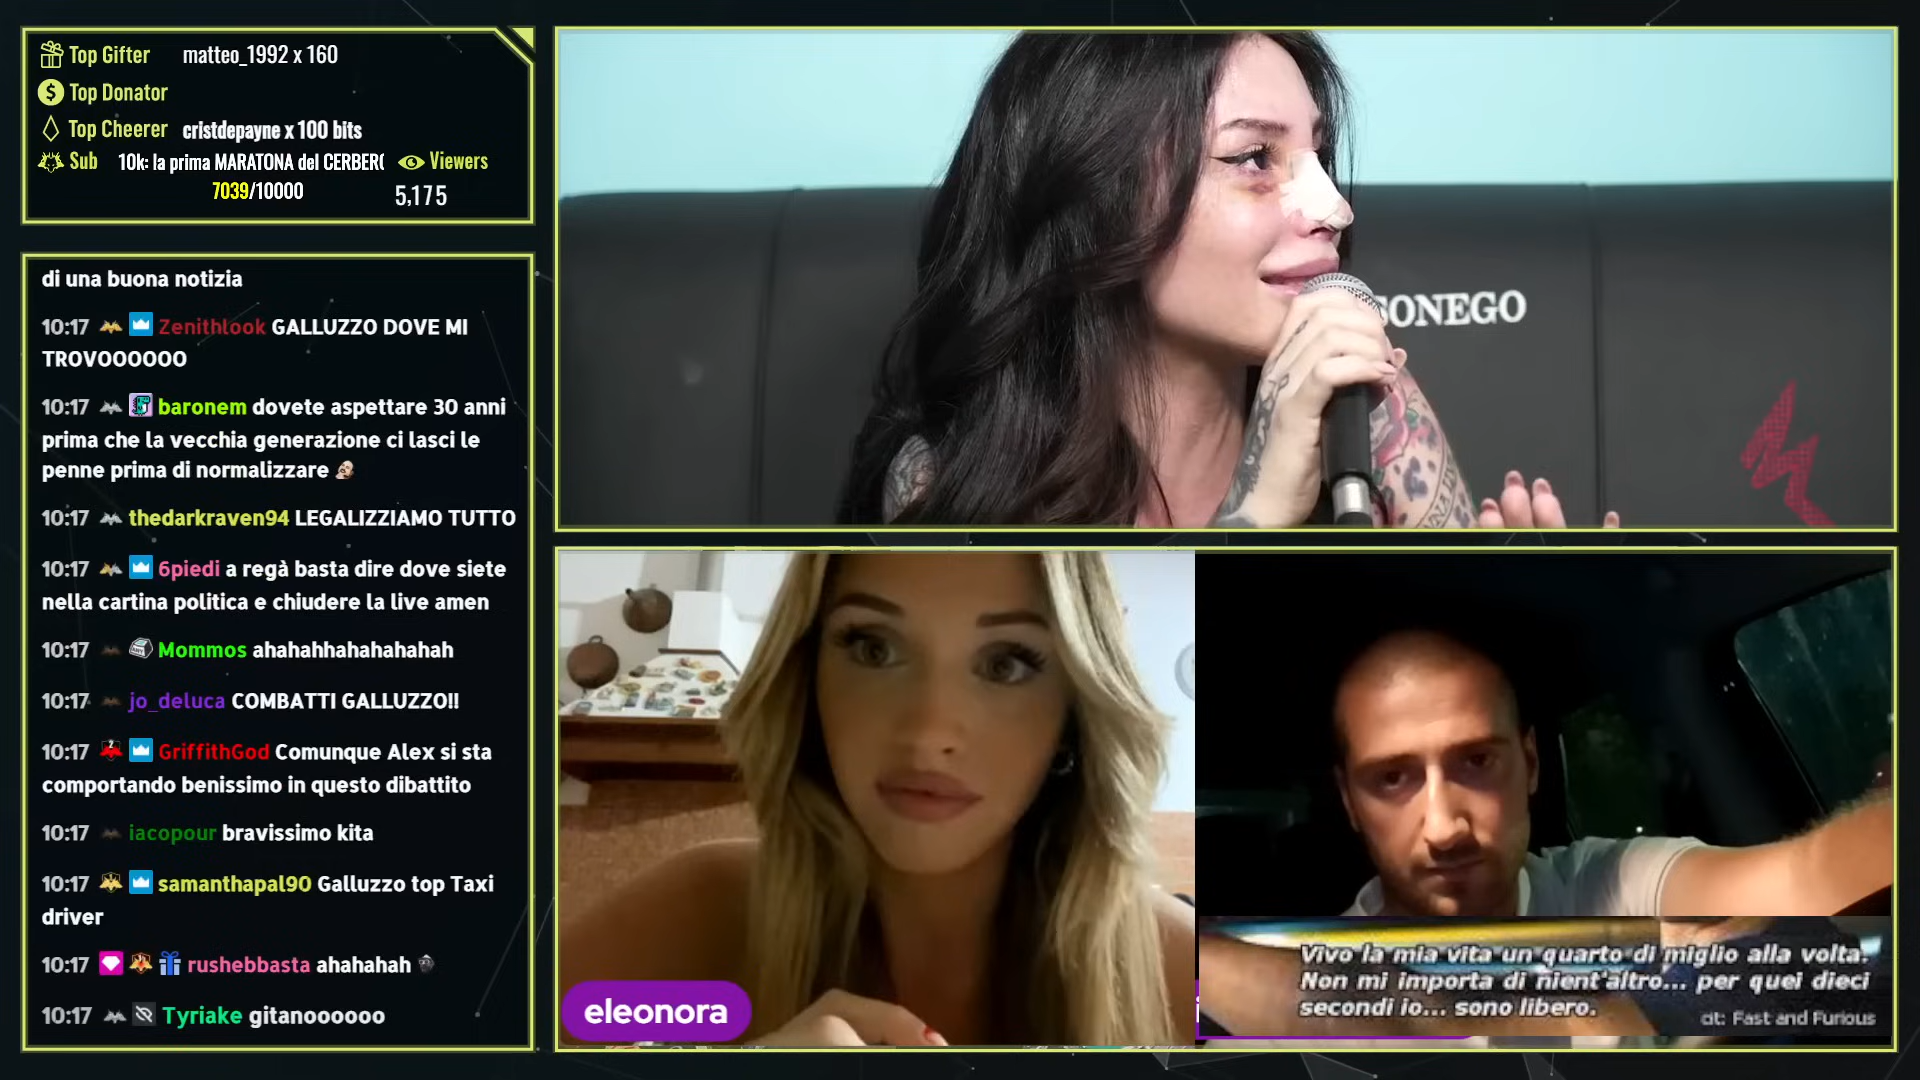 Top Gifter matteo_1992 x 160
Top Donator
Top Cheerer cristdepayne x 100 bits
Sub 10k: la prima MARATONA del CERBER
Viewers
7039/10000
5,175
di una buona notizia
10:17 Zenithlook GALLUZZO DOVE MI
TROVOOOOOO
10:17 baronem dovete aspettare 30 anni
prima che la vecchia generazione ci lasci le
penne prima di normalizzare
10:17 thedarkraven94 LEGALIZZIAMO TUTTO
10:17 6piedi a regà basta dire dove siete
nella cartina politica e chiudere la live amen
10:17 Mommos ahahahhahahahahah
10:17 jo_deluca COMBATTI GALLUZZO!!
10:17 GriffithGod Comunque Alex si sta
comportando benissimo in questo dibattito
10:17 iacopour bravissimo kita
10:17 samanthapal90 Galluzzo top Taxi
driver
10:17 rushebbasta ahahahah
10:17 Tyriake gitanoooooo
SONEGO
eleonora
Vivo la mia vita un quarto di miglio alla volta.
Non mi importa di nient'altro... per quei dieci
secondi io... sono libero.
cit: Fast and Furious